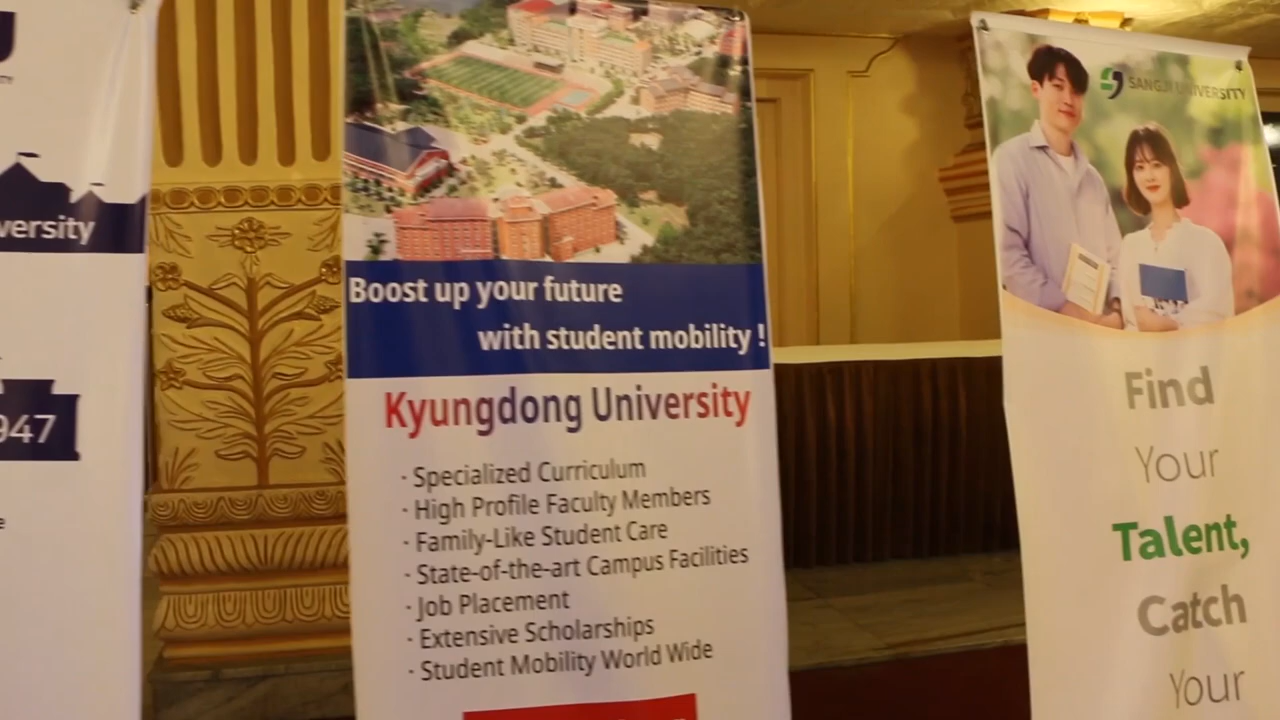 versity
947
Boost up your future
with student mobility !
Kyungdong University
· Specialized Curriculum
· High Profile Faculty Members
· Family-Like Student Care
· State-of-the-art Campus Facilities
· Job Placement
· Extensive Scholarships
· Student Mobility World Wide
SANGJI UNIVERSITY
Find
Your
Talent,
Catch
Your